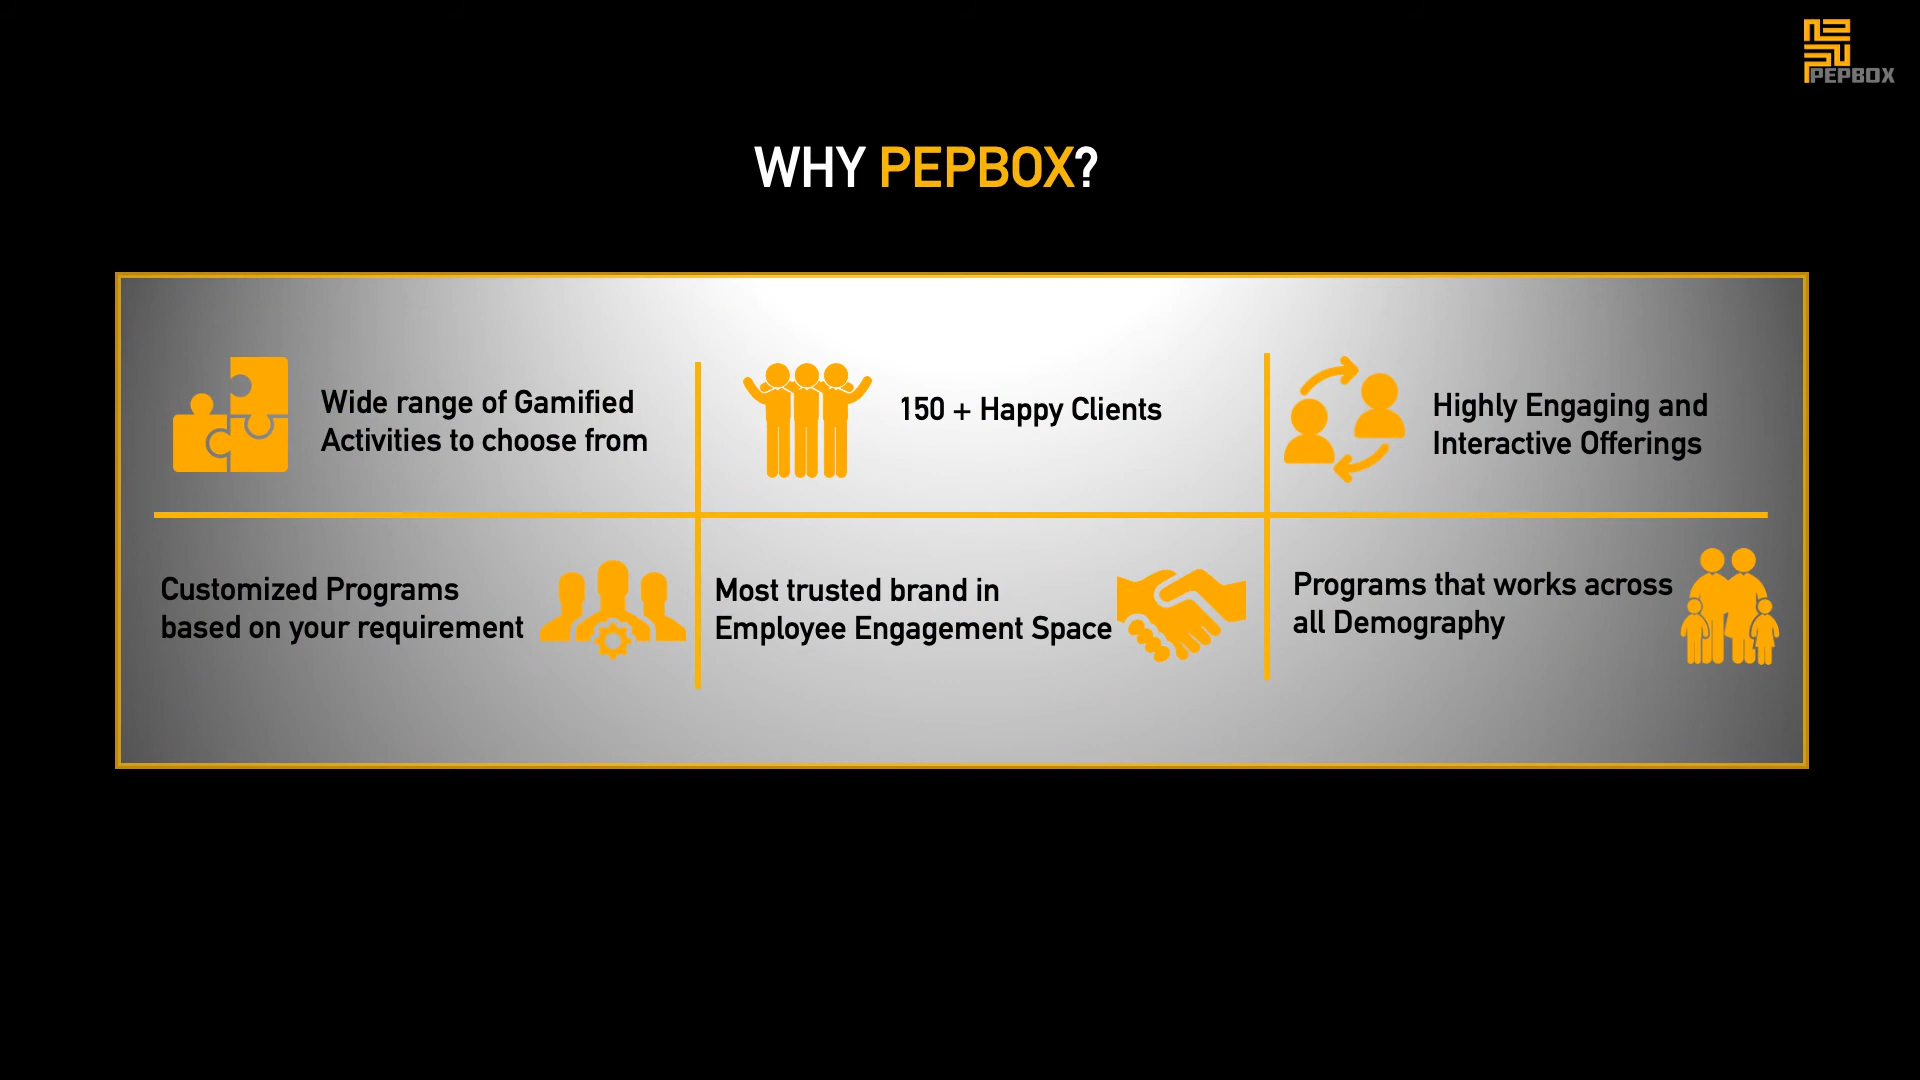 PEPBOX
WHY PEPBOX?
Wide range of Gamified
Activities to choose from
150 + Happy Clients
Highly Engaging and
Interactive Offerings
Customized Programs
based on your requirement
Most trusted brand in
Employee Engagement Space
Programs that works across
all Demography